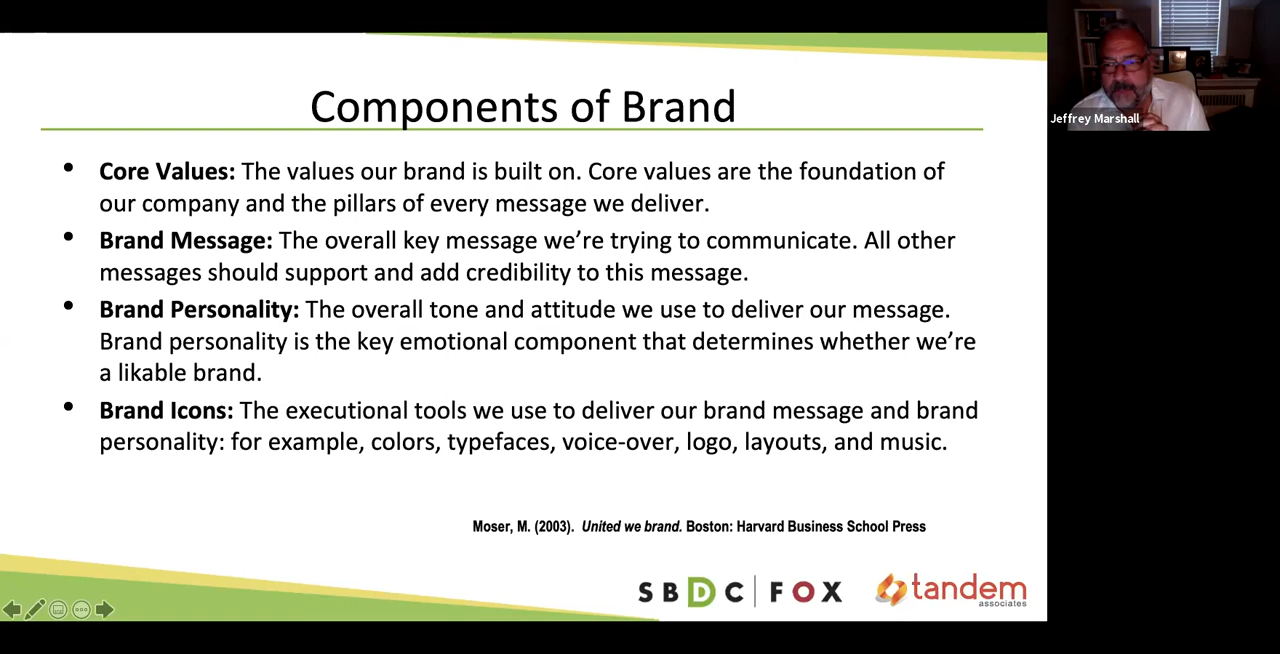 Components of Brand
Jeffrey Marshall
• Core Values: The values our brand is built on. Core values are the foundation of
our company and the pillars of every message we deliver.
• Brand Message: The overall key message we’re trying to communicate. All other
messages should support and add credibility to this message.
• Brand Personality: The overall tone and attitude we use to deliver our message.
Brand personality is the key emotional component that determines whether we’re
a likable brand.
• Brand Icons: The executional tools we use to deliver our brand message and brand
personality: for example, colors, typefaces, voice-over, logo, layouts, and music.
Moser, M. (2003). United we brand. Boston: Harvard Business School Press
SBDC FOX
tandem
associates